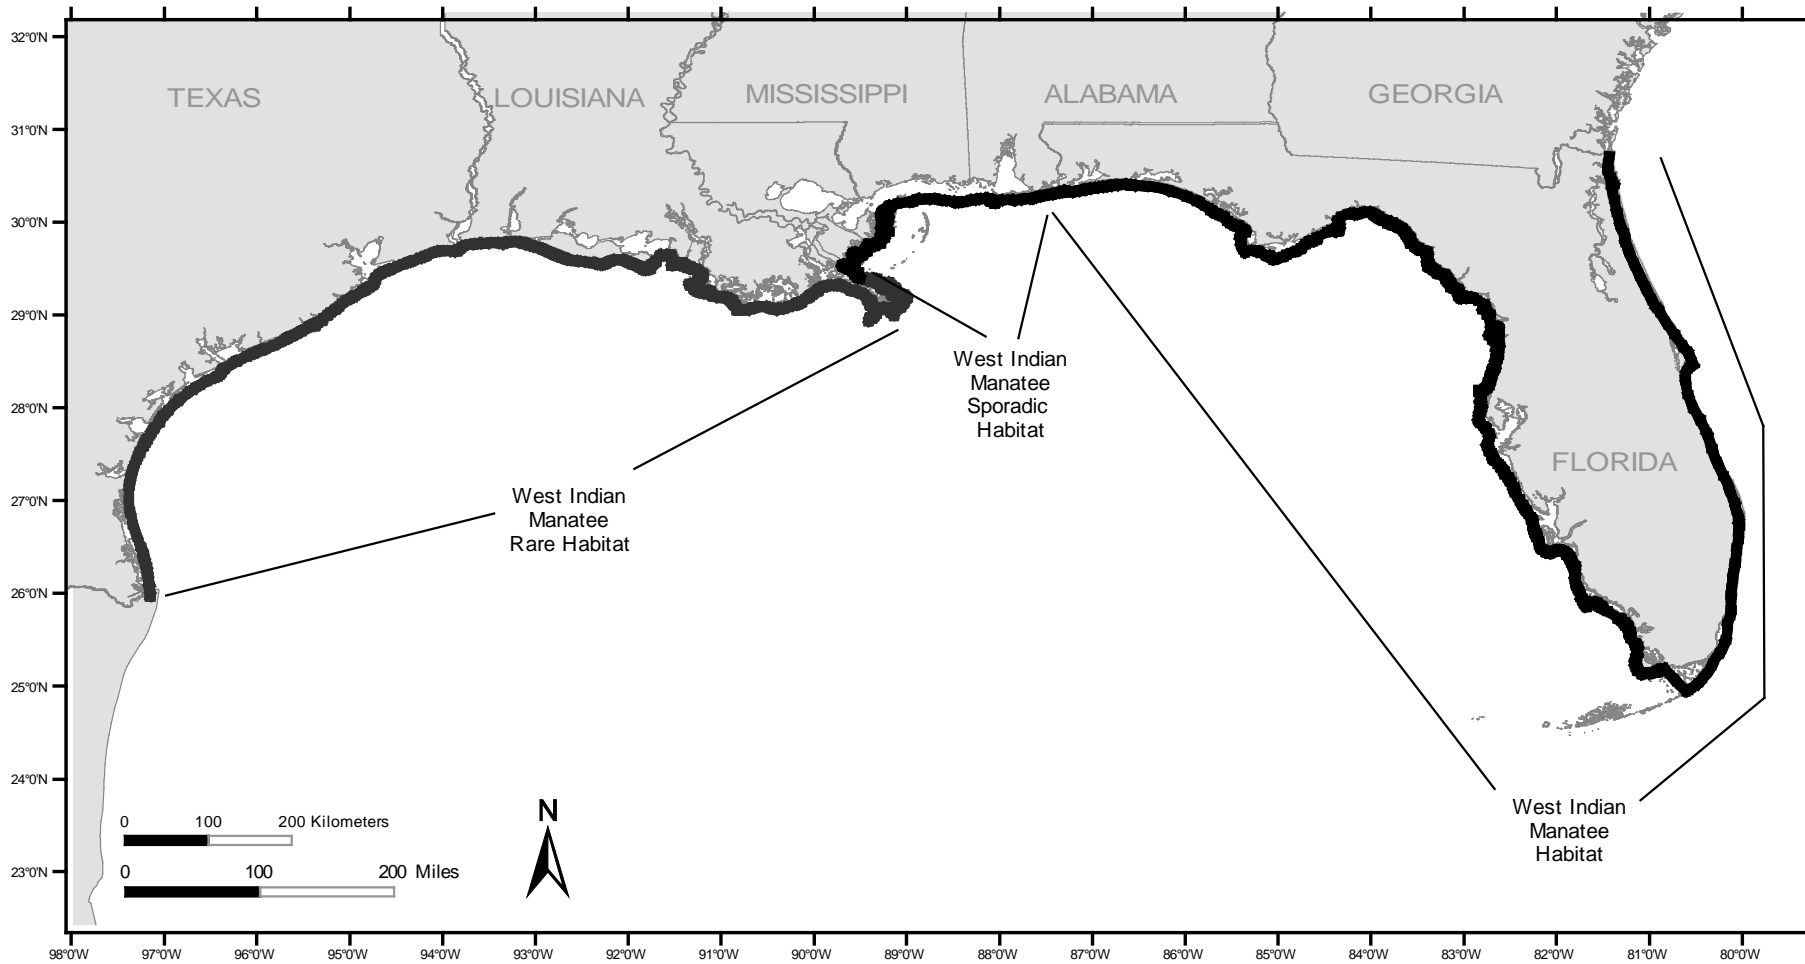 32°0'N
TEXAS
LOUISIANA
MISSISSIPPI
ALABAMA
GEORGIA
31°0'N
30°0'N
29°0'N
West Indian
Manatee
Sporadic
Habitat
28°0'N
FLORIDA
27°0'N
West Indian
Manatee
Rare Habitat
26°0'N
25°0'N
24°0'N
N
West Indian
Manatee
Habitat
0 100 200 Kilometers
0 100 200 Miles
23°0'N
98°0'W 97°0'W 96°0'W 95°0'W 94°0'W 93°0'W 92°0'W 91°0'W 90°0'W 89°0'W 88°0'W 87°0'W 86°0'W 85°0'W 84°0'W 83°0'W 82°0'W 81°0'W 80°0'W